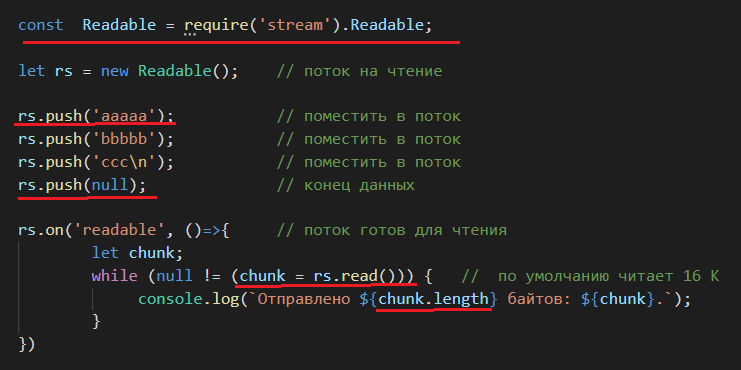 const  Readable = require('stream').Readable;
let rs = new Readable();    // поток на чтение
rs.push('aaaaa');              // поместить в поток
rs.push('bbbbb');              // поместить в поток
rs.push('ccc\n');              // поместить в поток
rs.push(null);                 // конец данных
rs.on('readable', ()=>{     // поток готов для чтения
        let chunk;
        while (null != (chunk = rs.read())) {   //  по умолчанию читает 16 К
            console.log(`Отправлено ${chunk.length} байтов: ${chunk}.`);
        }
})